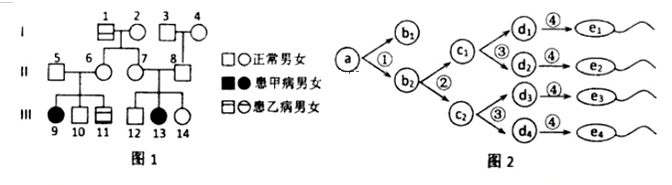 I 1 2 3 4
II 5 6 7 8
III
9 10 11 12 13 14
正常男女
患甲病男女
患乙病男女
图1
a ① b₁ b₂ ② c₁ c₂ ③ ③ d₁ d₂ d₃ d₄ ④ ④ ④ ④ e₁ e₂ e₃ e₄
图2